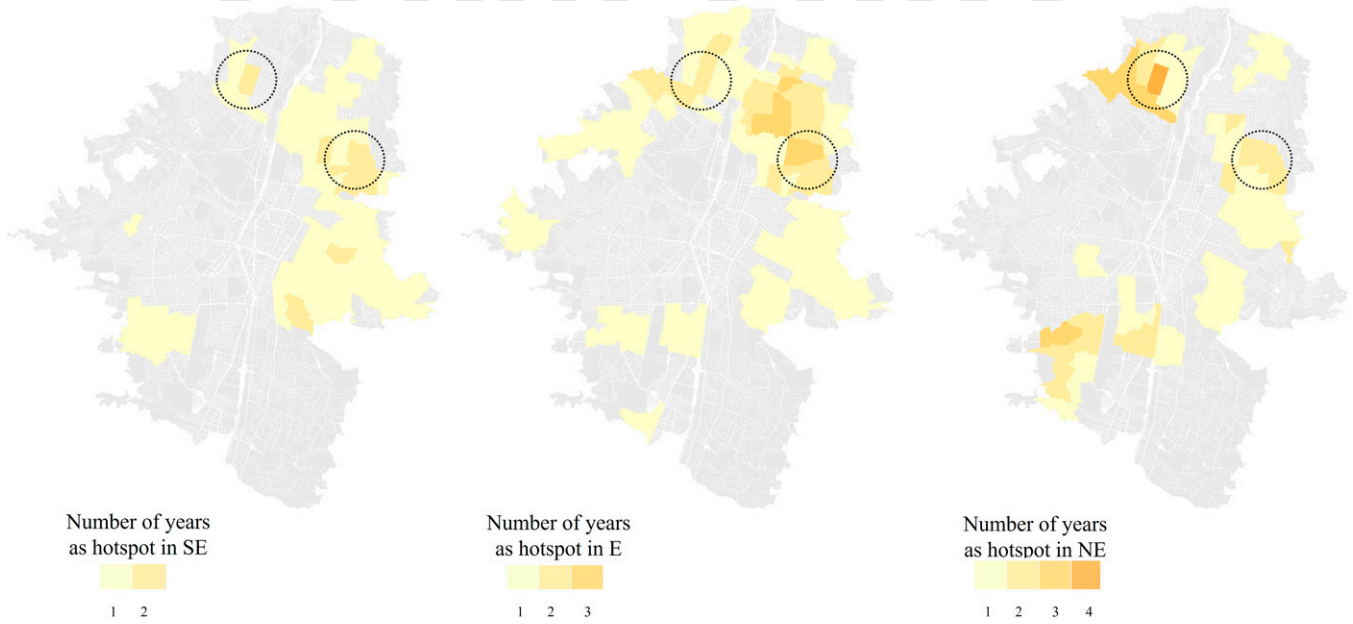 Number of years
as hotspot in SE
1 2
Number of years
as hotspot in E
1 2 3
Number of years
as hotspot in NE
1 2 3 4